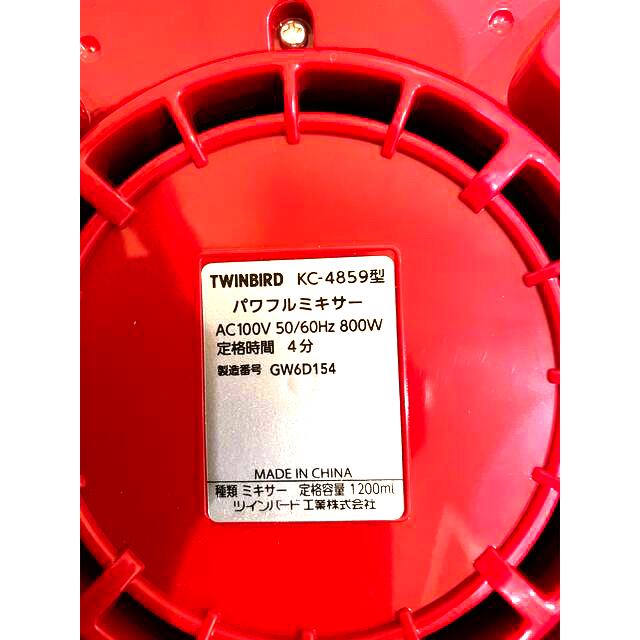 TWINBIRD KC-4859型
パワフルミキサー
AC100V 50/60Hz 800W
定格時間 4分
製造番号 GW6D154
MADE IN CHINA
種類 ミキサー 定格容量 1200ml
ツインバード工業株式会社